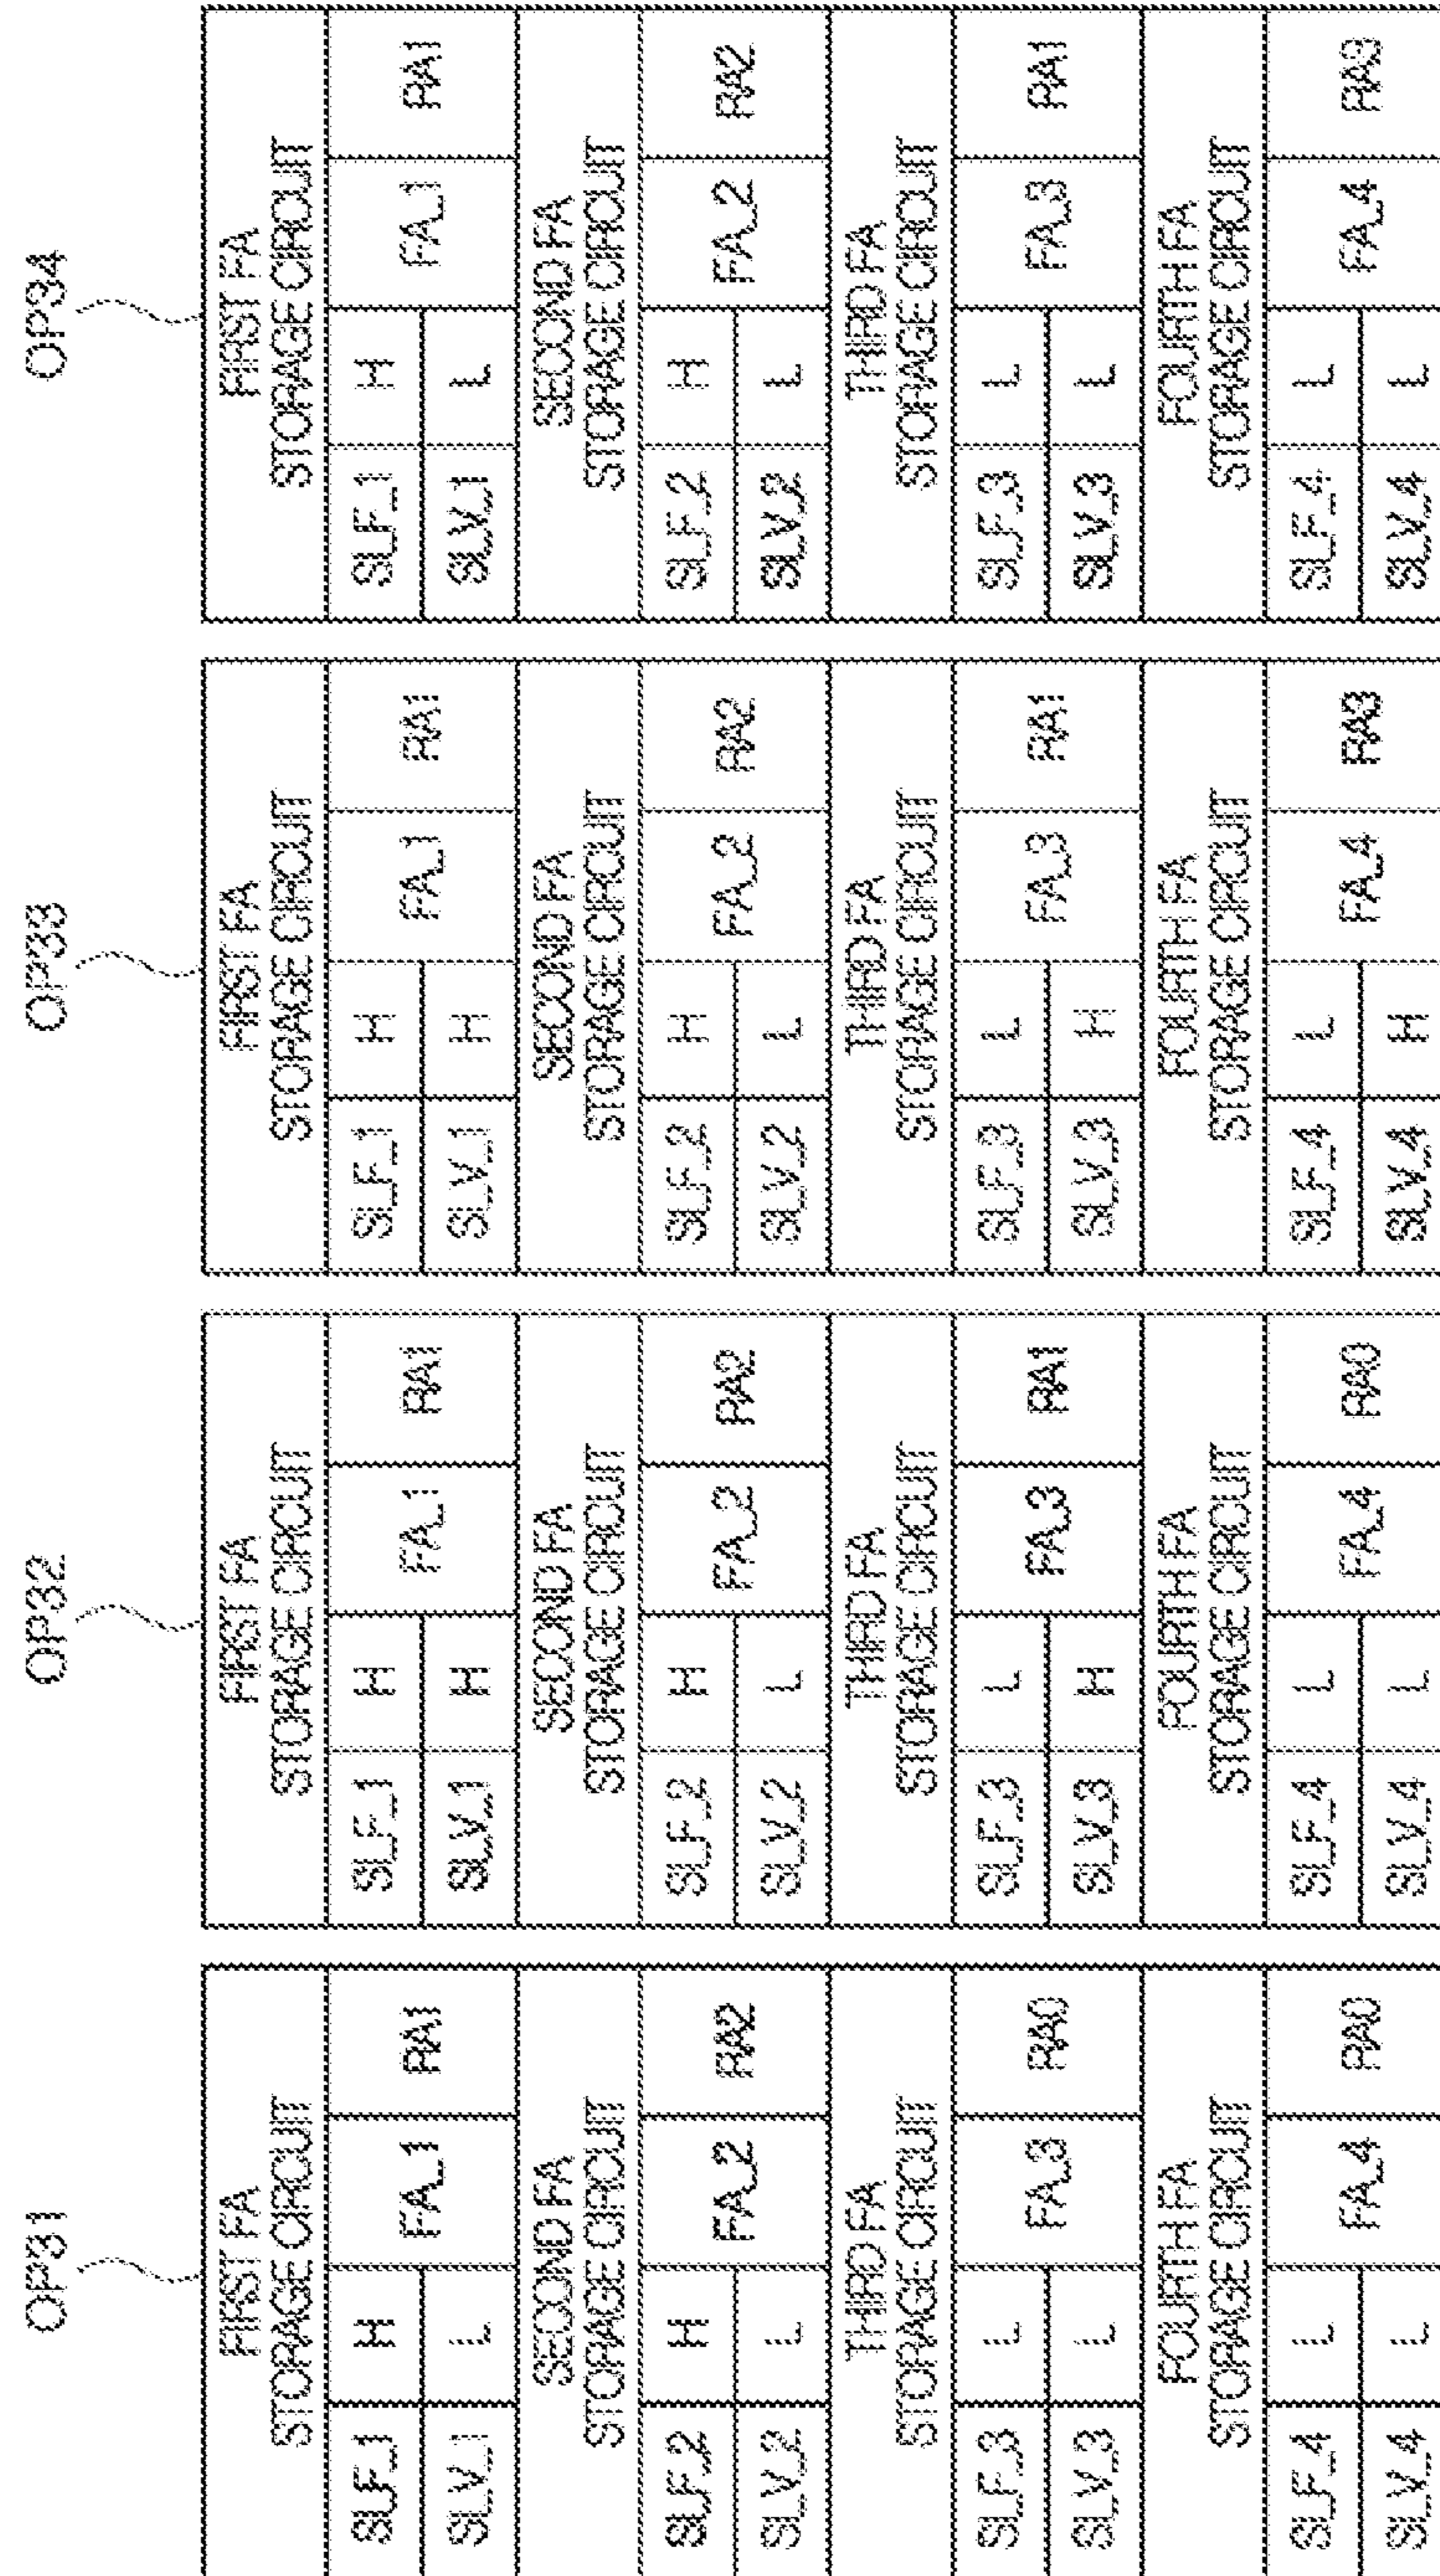 OP31
FIRST FA
STORAGE CIRCUIT
SLF_1 H FA_1 RA1
SLV_1 L
SECOND FA
STORAGE CIRCUIT
SLF_2 H FA_2 RA2
SLV_2 L
THIRD FA
STORAGE CIRCUIT
SLF_3 L FA_3 RA0
SLV_3 L
FOURTH FA
STORAGE CIRCUIT
SLF_4 L FA_4 RA0
SLV_4 L
OP32
FIRST FA
STORAGE CIRCUIT
SLF_1 H FA_1 RA1
SLV_1 H
SECOND FA
STORAGE CIRCUIT
SLF_2 H FA_2 RA2
SLV_2 L
THIRD FA
STORAGE CIRCUIT
SLF_3 L FA_3 RA1
SLV_3 H
FOURTH FA
STORAGE CIRCUIT
SLF_4 L FA_4 RA0
SLV_4 L
OP33
FIRST FA
STORAGE CIRCUIT
SLF_1 H FA_1 RA1
SLV_1 H
SECOND FA
STORAGE CIRCUIT
SLF_2 H FA_2 RA2
SLV_2 L
THIRD FA
STORAGE CIRCUIT
SLF_3 L FA_3 RA1
SLV_3 H
FOURTH FA
STORAGE CIRCUIT
SLF_4 L FA_4 RA3
SLV_4 H
OP34
FIRST FA
STORAGE CIRCUIT
SLF_1 H FA_1 RA1
SLV_1 L
SECOND FA
STORAGE CIRCUIT
SLF_2 H FA_2 RA2
SLV_2 L
THIRD FA
STORAGE CIRCUIT
SLF_3 L FA_3 RA1
SLV_3 L
FOURTH FA
STORAGE CIRCUIT
SLF_4 L FA_4 RA3
SLV_4 L